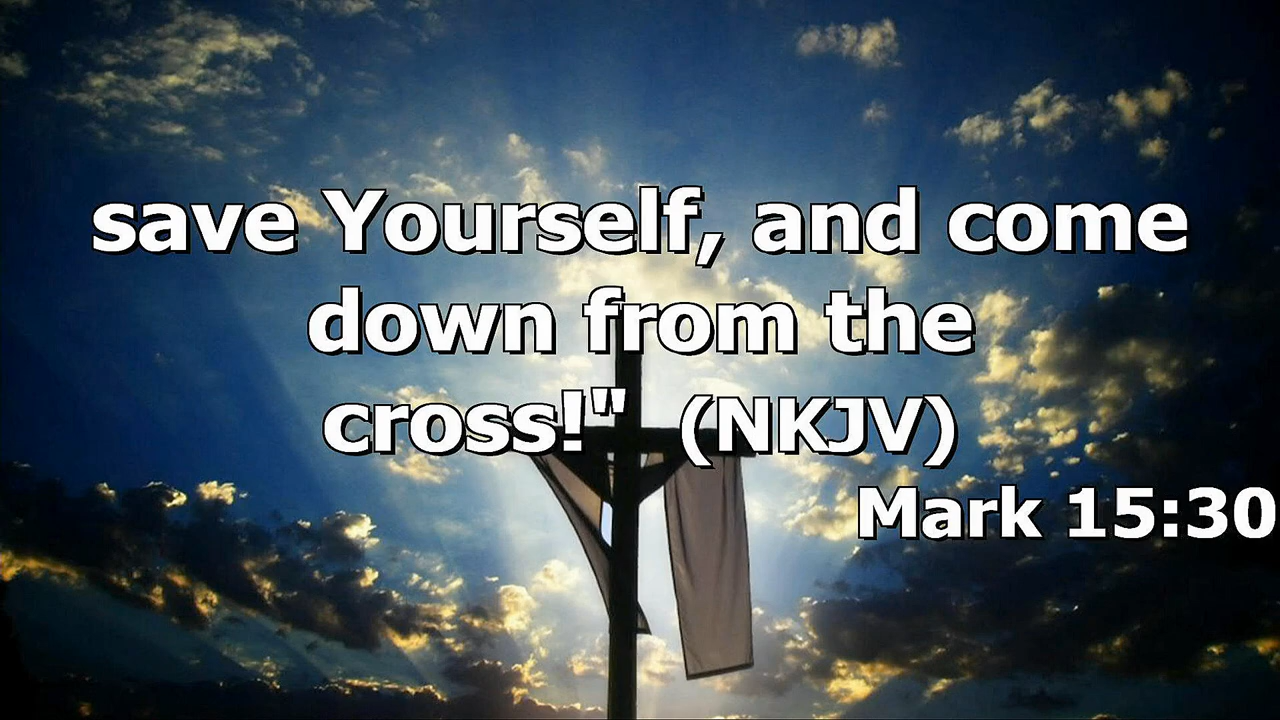 save Yourself, and come
down from the
cross!" (NKJV)
Mark 15:30